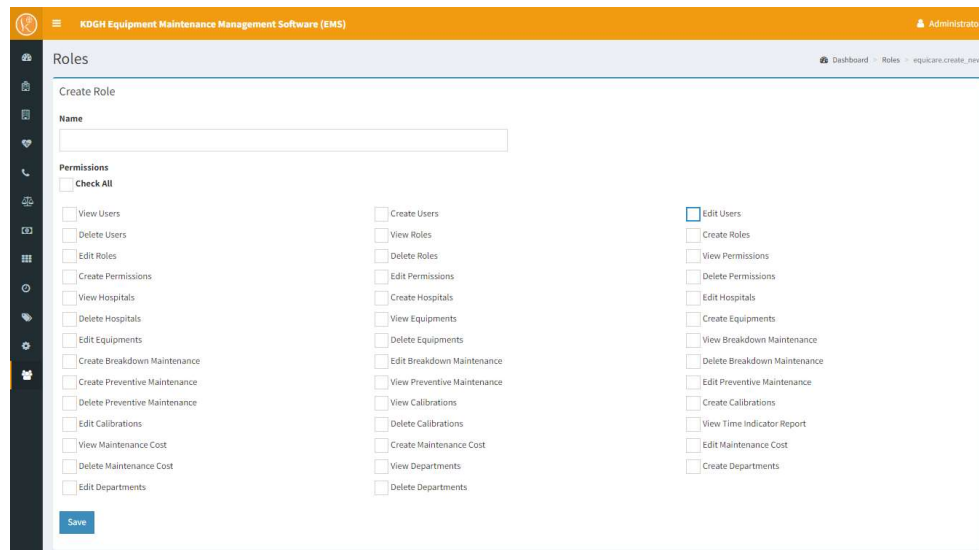 KDGH Equipment Maintenance Management Software (EMS)
Administrator
Roles
Dashboard > Roles > equicare.create_new
Create Role
Name
Permissions
Check All
View Users Create Users Edit Users
Delete Users View Roles Create Roles
Edit Roles Delete Roles View Permissions
Create Permissions Edit Permissions Delete Permissions
View Hospitals Create Hospitals Edit Hospitals
Delete Hospitals View Equipments Create Equipments
Edit Equipments Delete Equipments View Breakdown Maintenance
Create Breakdown Maintenance Edit Breakdown Maintenance Delete Breakdown Maintenance
Create Preventive Maintenance View Preventive Maintenance Edit Preventive Maintenance
Delete Preventive Maintenance View Calibrations Create Calibrations
Edit Calibrations Delete Calibrations View Time Indicator Report
View Maintenance Cost Create Maintenance Cost Edit Maintenance Cost
Delete Maintenance Cost View Departments Create Departments
Edit Departments Delete Departments
Save